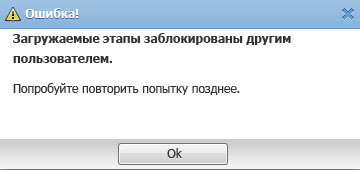 Ошибка!
Загружаемые этапы заблокированы другим
пользователем.
Попробуйте повторить попытку позднее.
Ok